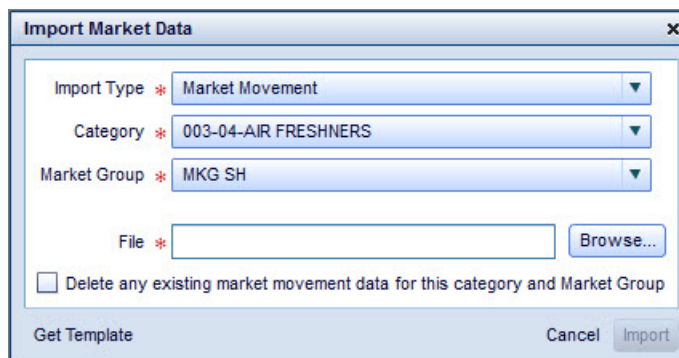 Import Market Data x
Import Type * Market Movement
Category * 003-04-AIR FRESHNERS
Market Group * MKG SH
File * Browse...
Delete any existing market movement data for this category and Market Group
Get Template Cancel Import